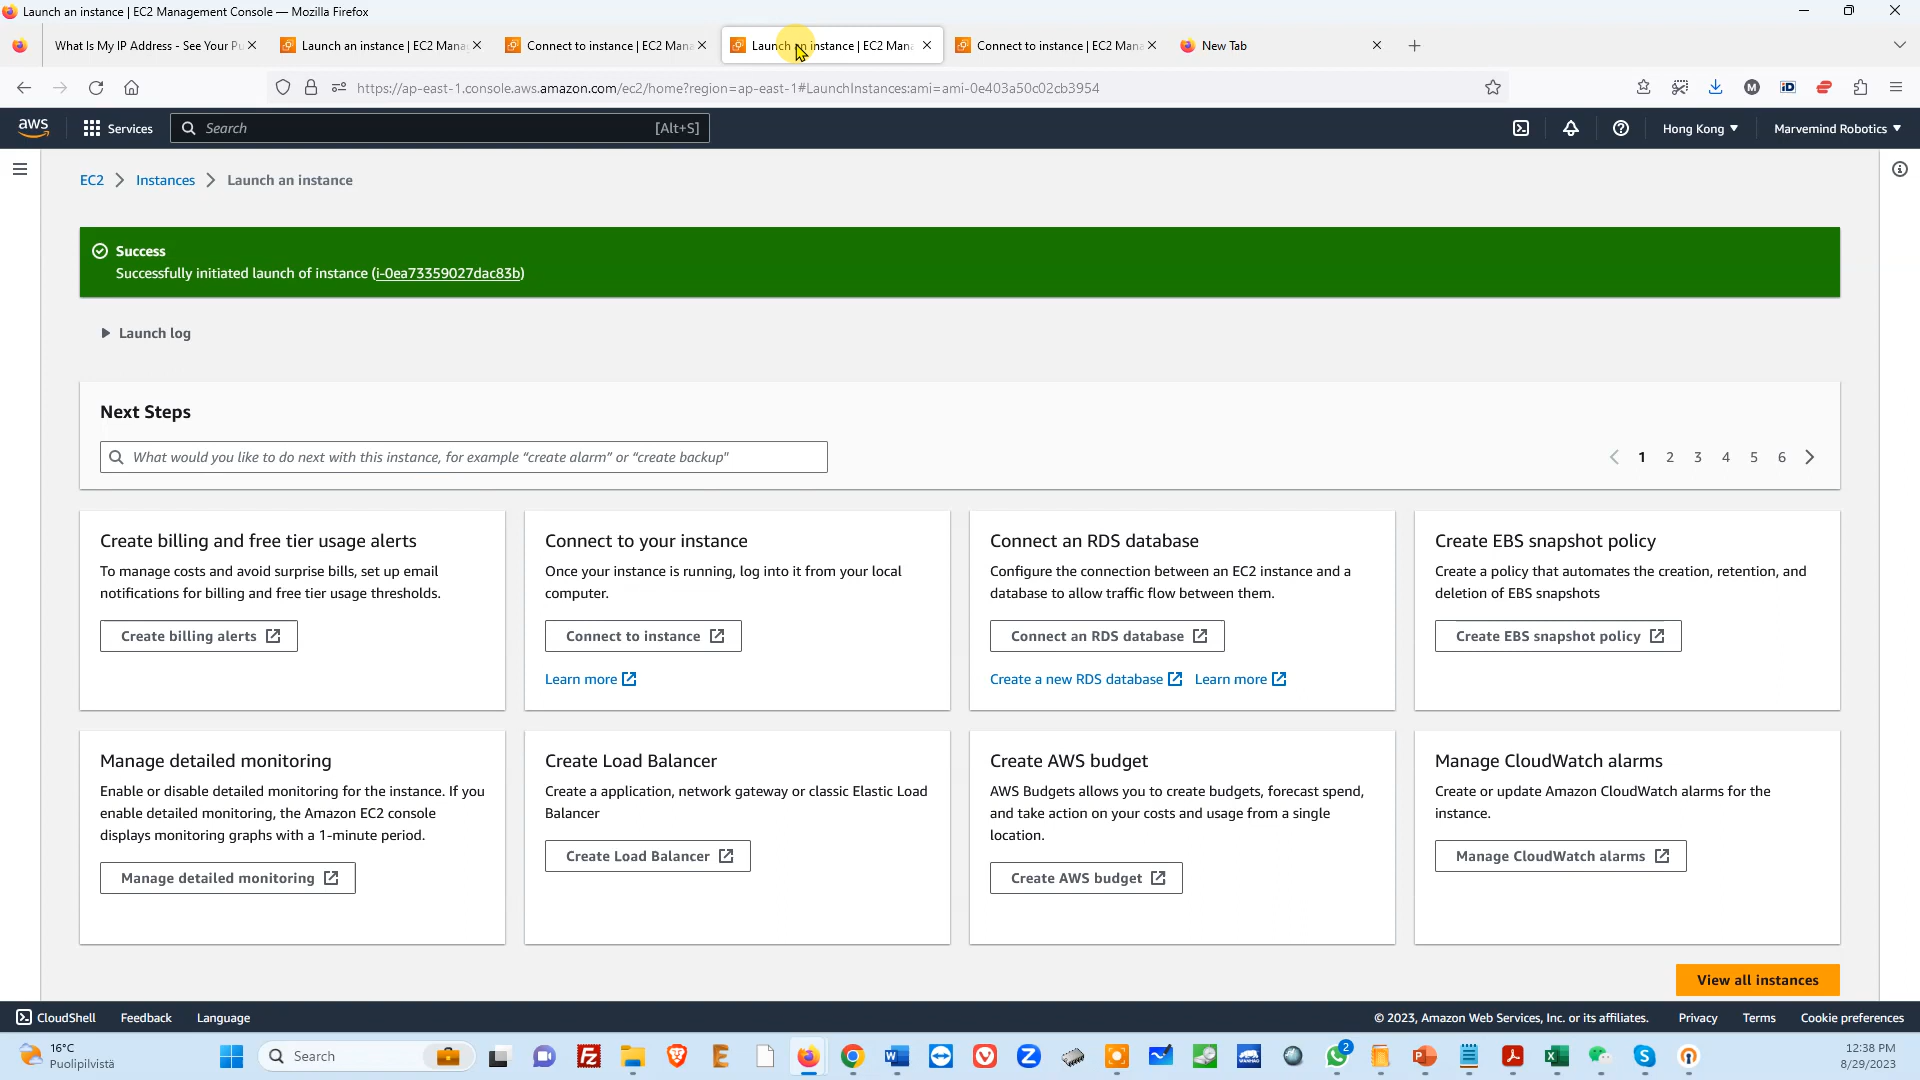 Launch an instance | EC2 Management Console — Mozilla Firefox
What Is My IP Address - See Your Pu
Launch an instance | EC2 Mana
Connect to instance | EC2 Man
Launch an instance | EC2 Man
Connect to instance | EC2 Man
New Tab
https://ap-east-1.console.aws.amazon.com/ec2/home?region=ap-east-1#LaunchInstances:ami=ami-0e403a50c02cb3954
aws
Services
Search
[Alt+S]
Hong Kong
Marvemind Robotics
EC2 > Instances > Launch an instance
Success
Successfully initiated launch of instance (i-0ea73359027dac83b)
Launch log
Next Steps
What would you like to do next with this instance, for example “create alarm” or “create backup”
1 2 3 4 5 6
Create billing and free tier usage alerts
To manage costs and avoid surprise bills, set up email
notifications for billing and free tier usage thresholds.
Create billing alerts
Connect to your instance
Once your instance is running, log into it from your local
computer.
Connect to instance
Learn more
Connect an RDS database
Configure the connection between an EC2 instance and a
database to allow traffic flow between them.
Connect an RDS database
Create a new RDS database
Learn more
Create EBS snapshot policy
Create a policy that automates the creation, retention, and
deletion of EBS snapshots
Create EBS snapshot policy
Manage detailed monitoring
Enable or disable detailed monitoring for the instance. If you
enable detailed monitoring, the Amazon EC2 console
displays monitoring graphs with a 1-minute period.
Manage detailed monitoring
Create Load Balancer
Create a application, network gateway or classic Elastic Load
Balancer
Create Load Balancer
Create AWS budget
AWS Budgets allows you to create budgets, forecast spend,
and take action on your costs and usage from a single
location.
Create AWS budget
Manage CloudWatch alarms
Create or update Amazon CloudWatch alarms for the
instance.
Manage CloudWatch alarms
View all instances
CloudShell
Feedback
Language
© 2023, Amazon Web Services, Inc. or its affiliates.
Privacy
Terms
Cookie preferences
16°C
Puolipilvistä
Search
2
12:38 PM
8/29/2023